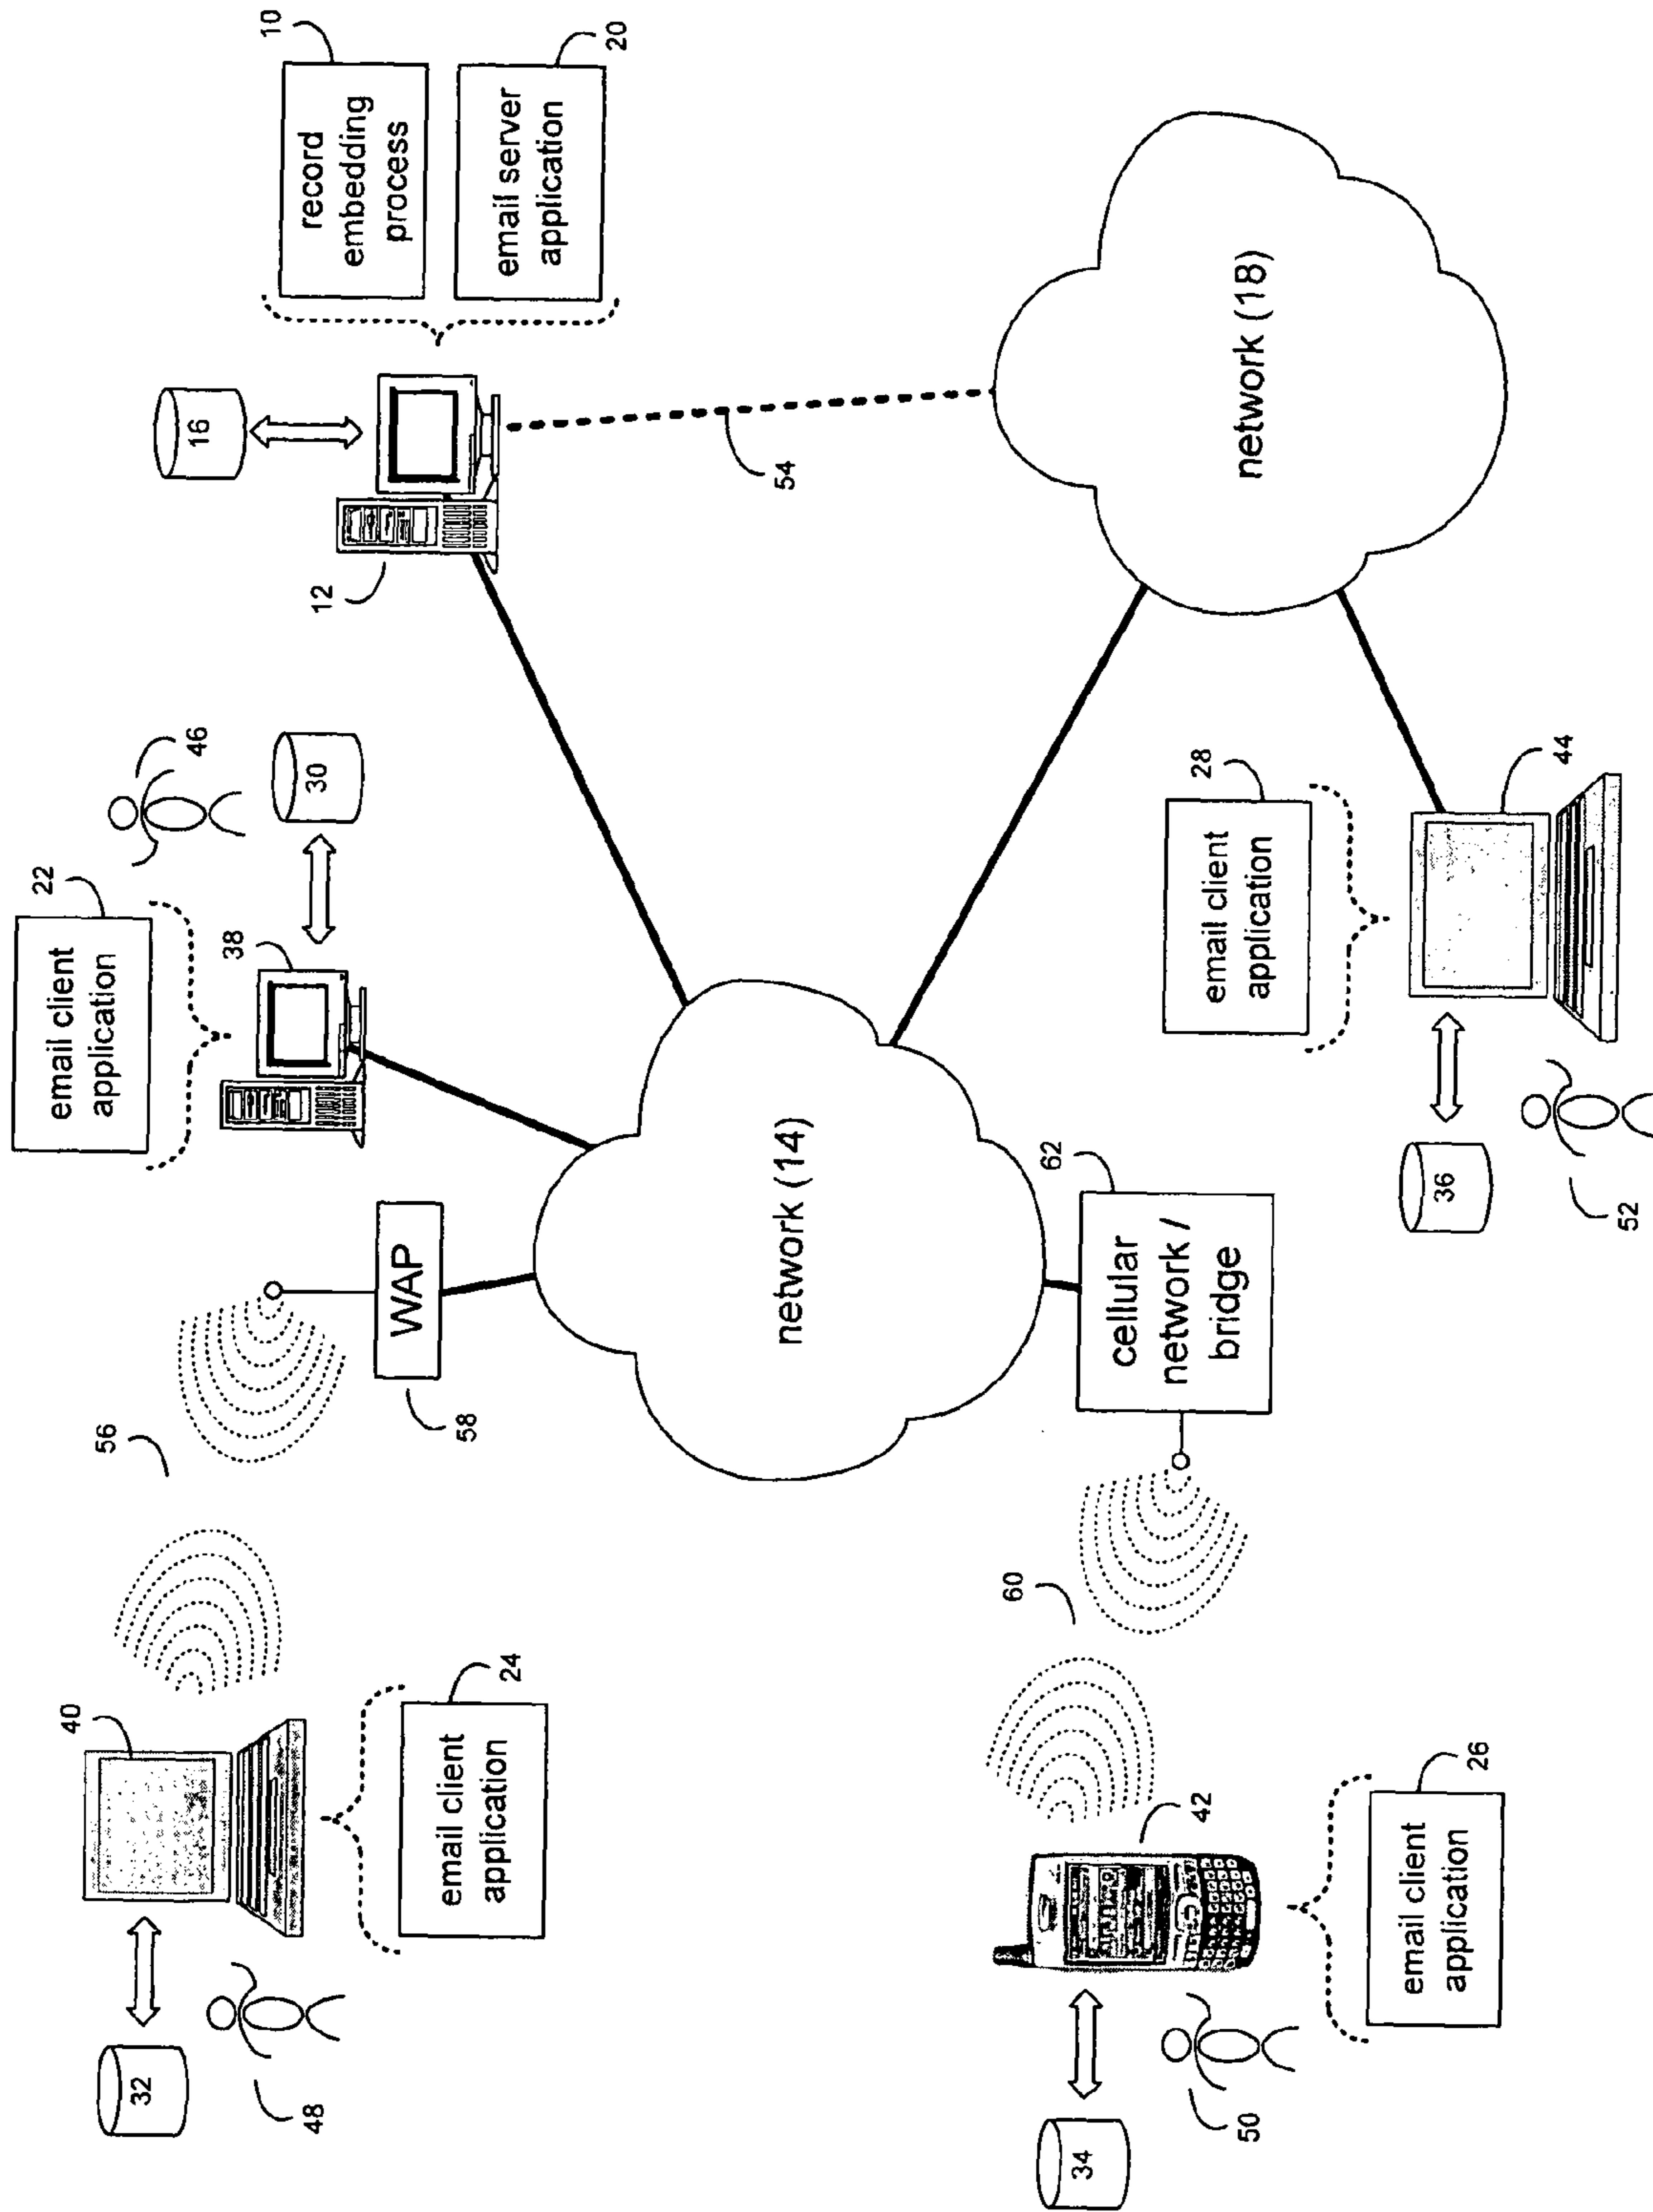 32
48
40
email client
application
24
56
WAP
58
email client
application
22
38
30
46
16
12
record
embedding
process
10
email server
application
20
54
network (14)
network (18)
34
50
42
email client
application
26
60
cellular
network /
bridge
62
36
52
email client
application
28
44